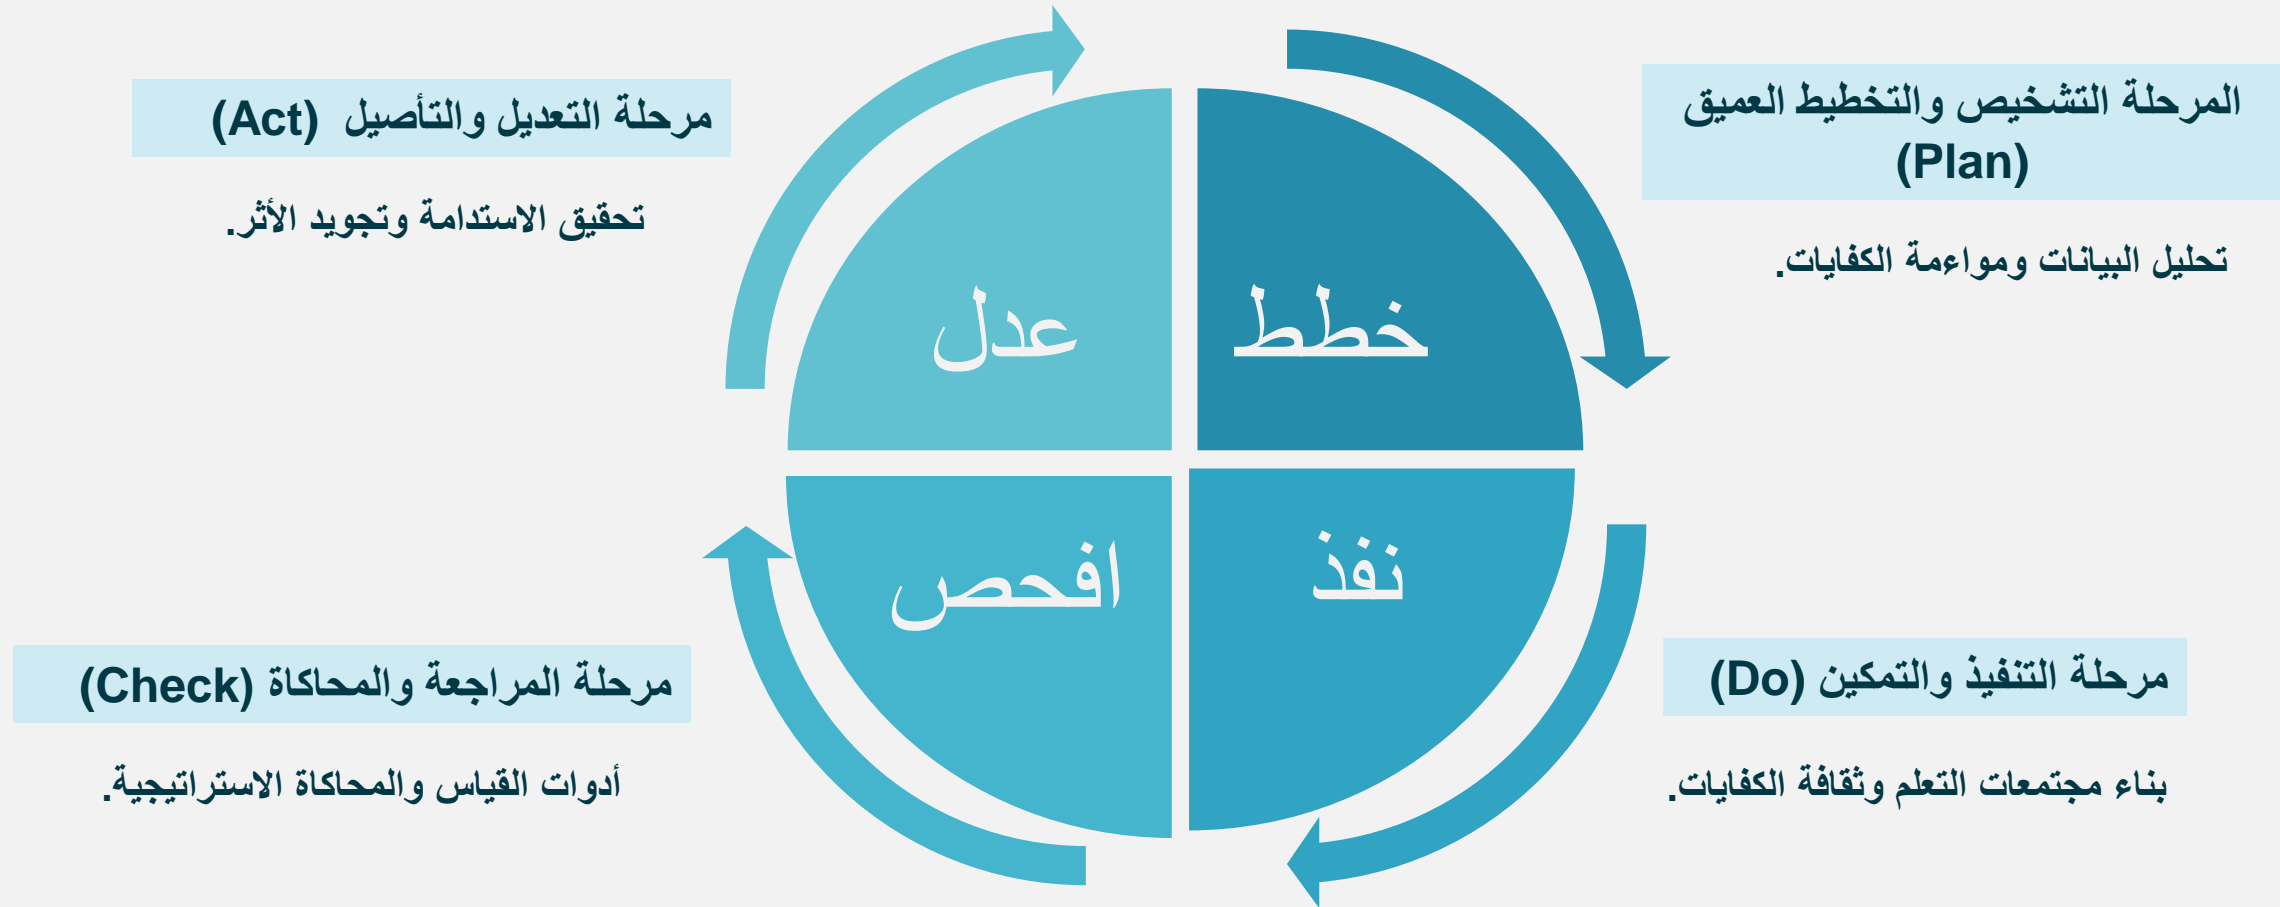 المرحلة التشخيص والتخطيط العميق
(Plan)
تحليل البيانات ومواءمة الكفايات.
مرحلة التعديل والتأصيل (Act)
تحقيق الاستدامة وتجويد الأثر.
خطط
عدل
نفذ
افحص
مرحلة التنفيذ والتمكين (Do)
بناء مجتمعات التعلم وثقافة الكفايات.
مرحلة المراجعة والمحاكاة (Check)
أدوات القياس والمحاكاة الاستراتيجية.